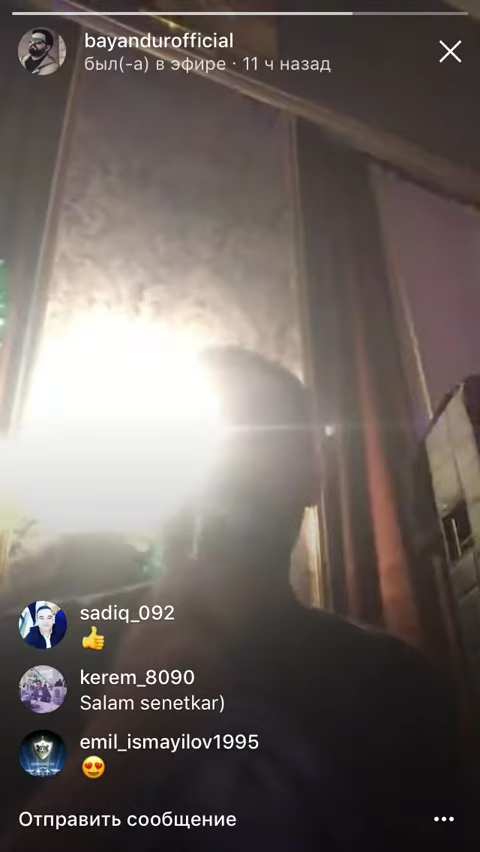 bayandurofficial
был(-а) в эфире · 11 ч назад
sadiq_092
👍
kerem_8090
Salam senetkar)
emil_ismayilov1995
😍
Отправить сообщение